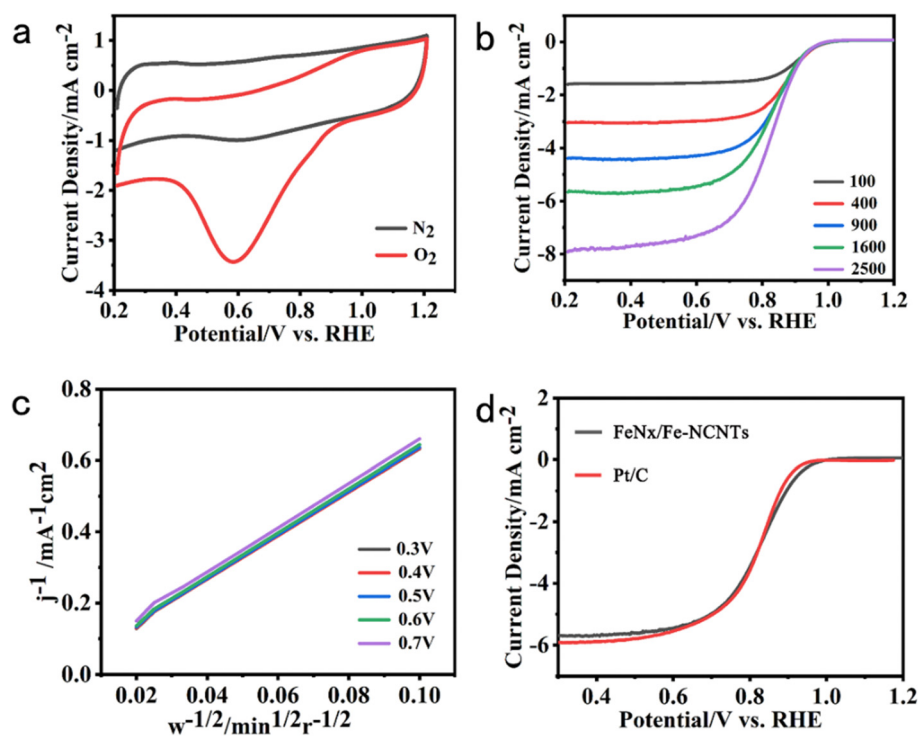 a
Current Density/mA cm-2
1
0
-1
-2
-3
-4
N2
O2
0.2 0.4 0.6 0.8 1.0 1.2
Potential/V vs. RHE
b
Current Density/mA cm-2
0
-2
-4
-6
-8
100
400
900
1600
2500
0.2 0.4 0.6 0.8 1.0 1.2
Potential/V vs. RHE
c
j-1 /mA-1cm2
0.8
0.6
0.4
0.2
0.0
0.3V
0.4V
0.5V
0.6V
0.7V
0.02 0.04 0.06 0.08 0.10
w-1/2/min1/2r-1/2
d
Current Density/mA cm-2
2
0
-2
-4
-6
FeNx/Fe-NCNTs
Pt/C
0.4 0.6 0.8 1.0 1.2
Potential/V vs. RHE